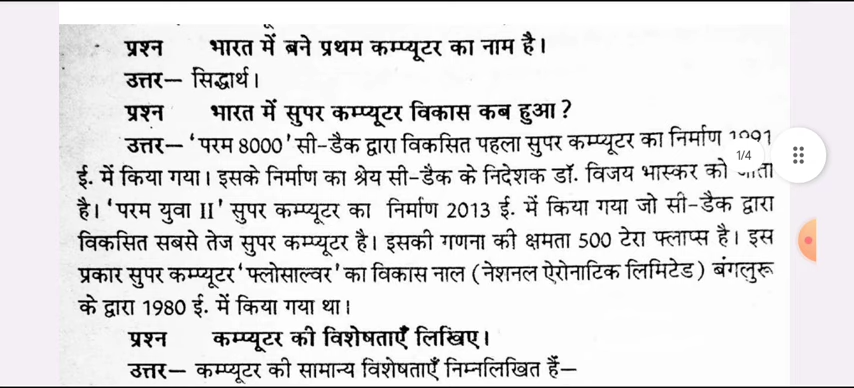 प्रश्न भारत में बने प्रथम कम्प्यूटर का नाम है।
उत्तर– सिद्धार्थ।
प्रश्न भारत में सुपर कम्प्यूटर विकास कब हुआ ?
उत्तर– ‘परम 8000’ सी-डैक द्वारा विकसित पहला सुपर कम्प्यूटर का निर्माण 1991
1/4
ई. में किया गया। इसके निर्माण का श्रेय सी-डैक के निदेशक डॉ. विजय भास्कर को
है। ‘परम युवा II’ सुपर कम्प्यूटर का निर्माण 2013 ई. में किया गया जो सी-डैक द्वारा
विकसित सबसे तेज सुपर कम्प्यूटर है। इसकी गणना की क्षमता 500 टेरा फ्लाप्स है। इस
प्रकार सुपर कम्प्यूटर ‘फ्लोसाल्वर’ का विकास नाल (नेशनल ऐरोनाटिक लिमिटेड) बंगलुरू
के द्वारा 1980 ई. में किया गया था।
प्रश्न कम्प्यूटर की विशेषताएँ लिखिए।
उत्तर– कम्प्यूटर की सामान्य विशेषताएँ निम्नलिखित हैं–